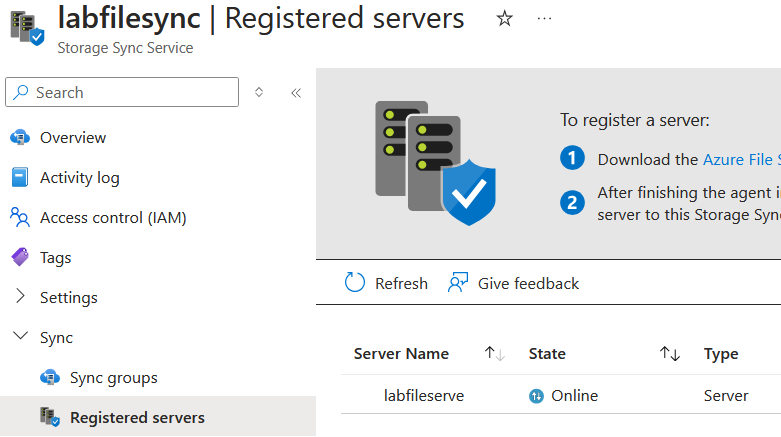 labfilesync | Registered servers
Storage Sync Service
Search
Overview
Activity log
Access control (IAM)
Tags
Settings
Sync
Sync groups
Registered servers
To register a server:
1 Download the Azure File
2 After finishing the agent
server to this Storage
Refresh
Give feedback
Server Name State Type
labfileserve Online Server